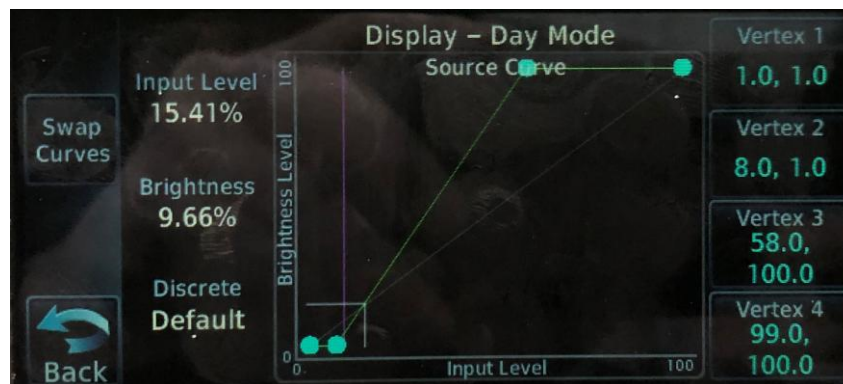 Display – Day Mode
Swap
Curves
Back
Input Level
15.41%
Brightness
9.66%
Discrete
Default
Source Curve
100
Brightness Level
0
0
Input Level
100
Vertex 1
1.0, 1.0
Vertex 2
8.0, 1.0
Vertex 3
58.0,
100.0
Vertex 4
99.0,
100.0